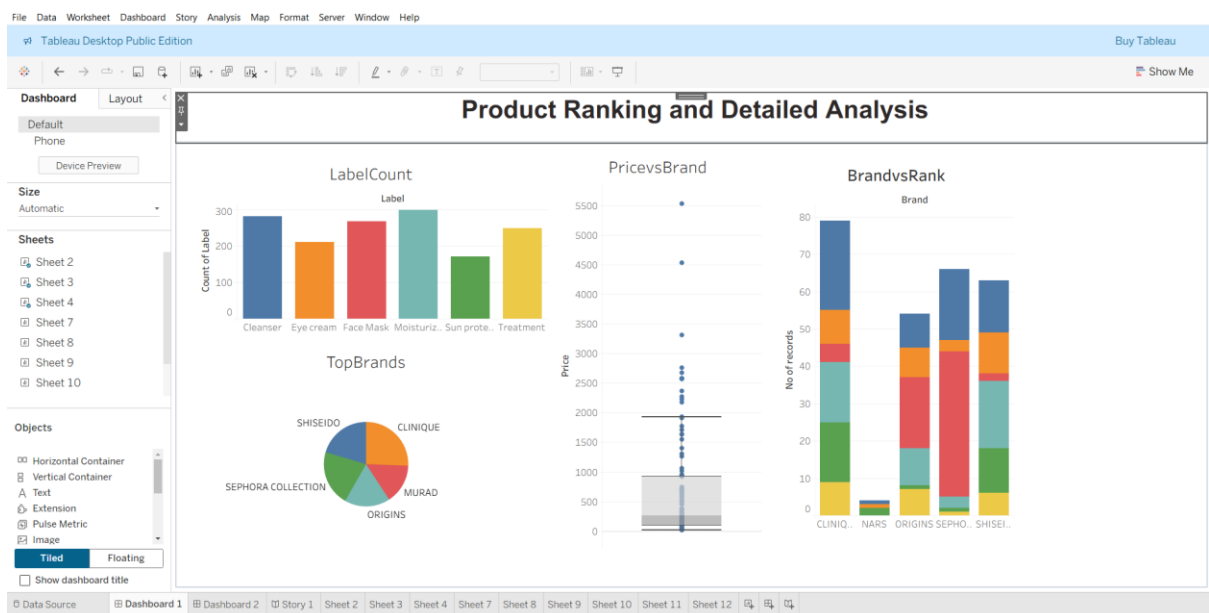 File Data Worksheet Dashboard Story Analysis Map Format Server Window Help
Tableau Desktop Public Edition
Buy Tableau
Show Me
Dashboard Layout
Default
Phone
Device Preview
Size
Automatic
Sheets
Sheet 2
Sheet 3
Sheet 4
Sheet 7
Sheet 8
Sheet 9
Sheet 10
Objects
Horizontal Container
Vertical Container
Text
Extension
Pulse Metric
Image
Tiled Floating
Show dashboard title
Product Ranking and Detailed Analysis
LabelCount
Label
Count of Label
300
200
100
0
Cleanser Eye cream Face Mask Moisturiz.. Sun prote.. Treatment
TopBrands
SHISEIDO
CLINIQUE
SEPHORA COLLECTION
MURAD
ORIGINS
PricevsBrand
Price
5500
5000
4500
4000
3500
3000
2500
2000
1500
1000
500
0
BrandvsRank
Brand
No of records
80
70
60
50
40
30
20
10
0
CLINIQ.. NARS ORIGINS SEPHO.. SHISEI..
Data Source Dashboard 1 Dashboard 2 Story 1 Sheet 2 Sheet 3 Sheet 4 Sheet 7 Sheet 8 Sheet 9 Sheet 10 Sheet 11 Sheet 12